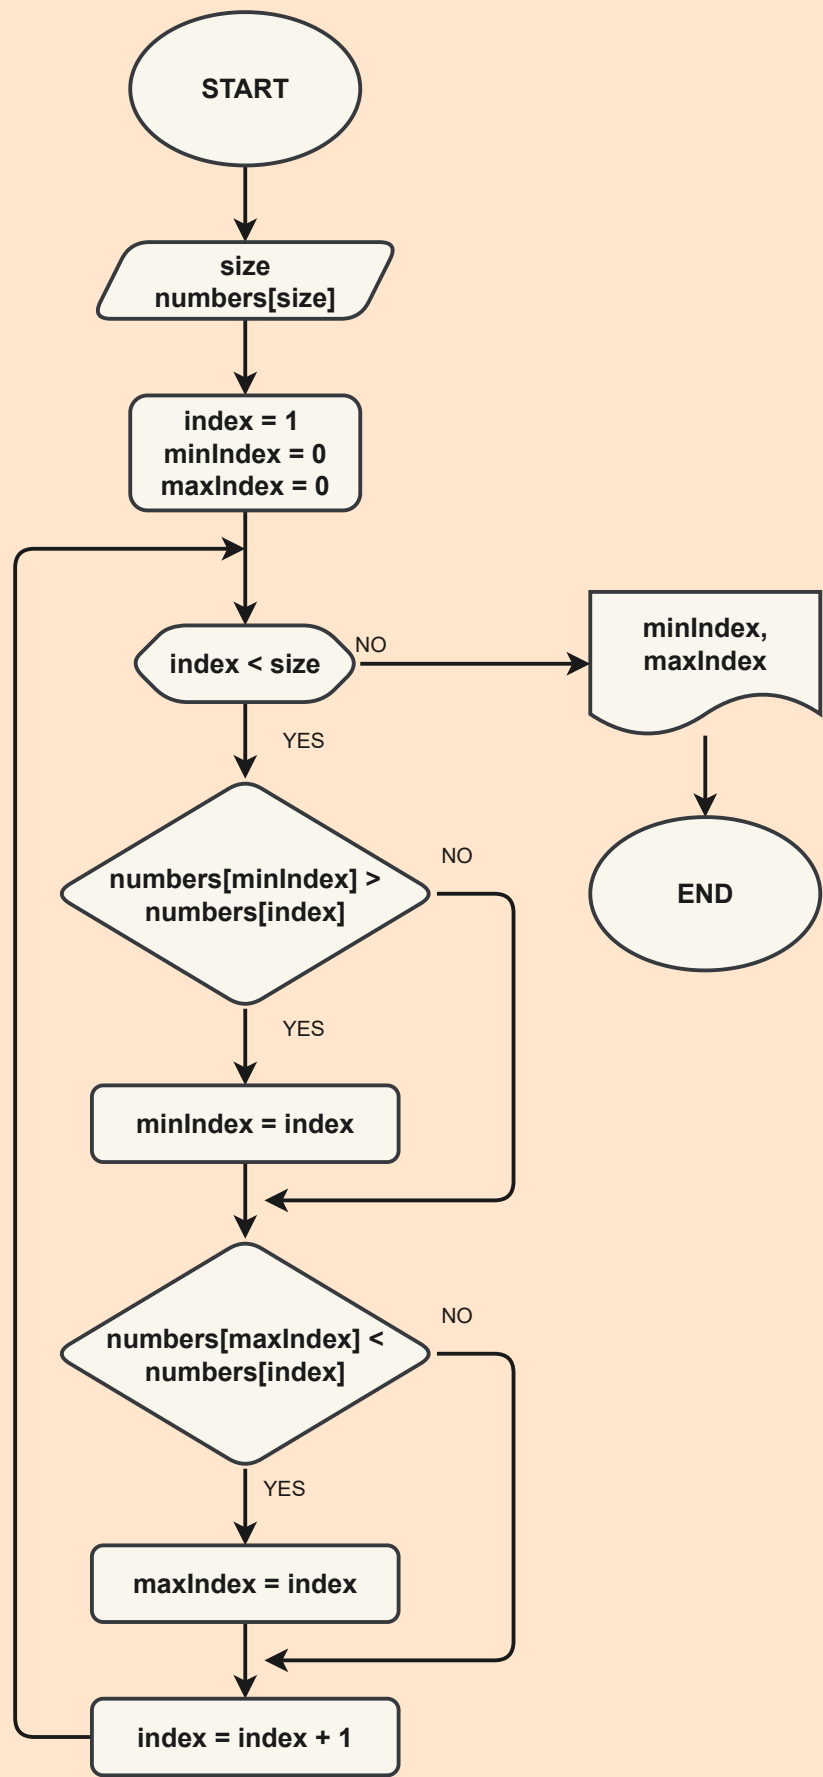 START
size
numbers[size]
index = 1
minIndex = 0
maxIndex = 0
index < size
NO
minIndex,
maxIndex
YES
numbers[minIndex] >
numbers[index]
NO
END
YES
minIndex = index
numbers[maxIndex] <
numbers[index]
NO
YES
maxIndex = index
index = index + 1